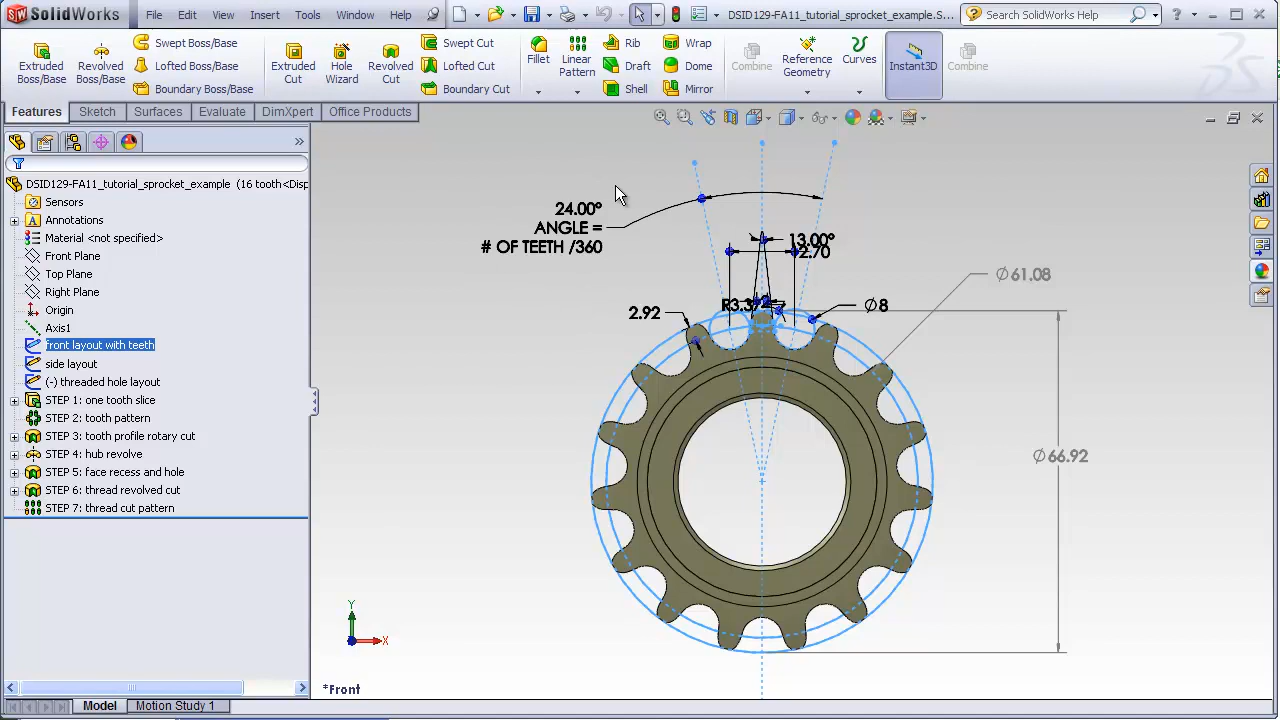 SolidWorks File Edit View Insert Tools Window Help DSID129-FA11_tutorial_sprocket_example.S... Search SolidWorks Help
Extruded Boss/Base
Revolved Boss/Base
Swept Boss/Base
Lofted Boss/Base
Boundary Boss/Base
Extruded Cut
Hole Wizard
Revolved Cut
Swept Cut
Lofted Cut
Boundary Cut
Fillet
Linear Pattern
Rib
Draft
Shell
Wrap
Dome
Mirror
Combine
Reference Geometry
Curves
Instant3D
Combine
Features Sketch Surfaces Evaluate DimXpert Office Products
DSID129-FA11_tutorial_sprocket_example (16 tooth<Disp
Sensors
Annotations
Material <not specified>
Front Plane
Top Plane
Right Plane
Origin
Axis1
front layout with teeth
side layout
(-) threaded hole layout
STEP 1: one tooth slice
STEP 2: tooth pattern
STEP 3: tooth profile rotary cut
STEP 4: hub revolve
STEP 5: face recess and hole
STEP 6: thread revolved cut
STEP 7: thread cut pattern
24.00°
ANGLE =
# OF TEETH /360
13.00°
2.70
Ø61.08
2.92
Ø8
Ø66.92
Y
X
*Front
Model Motion Study 1